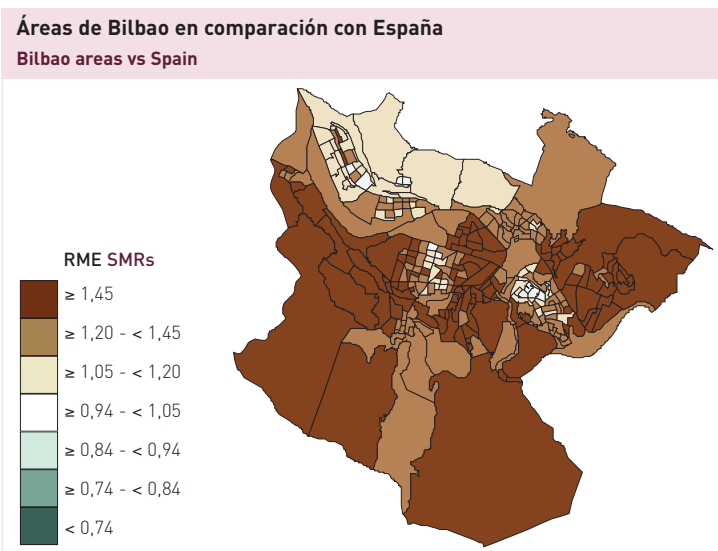 Áreas de Bilbao en comparación con España
Bilbao areas vs Spain
RME SMRs
≥ 1,45
≥ 1,20 - < 1,45
≥ 1,05 - < 1,20
≥ 0,94 - < 1,05
≥ 0,84 - < 0,94
≥ 0,74 - < 0,84
< 0,74